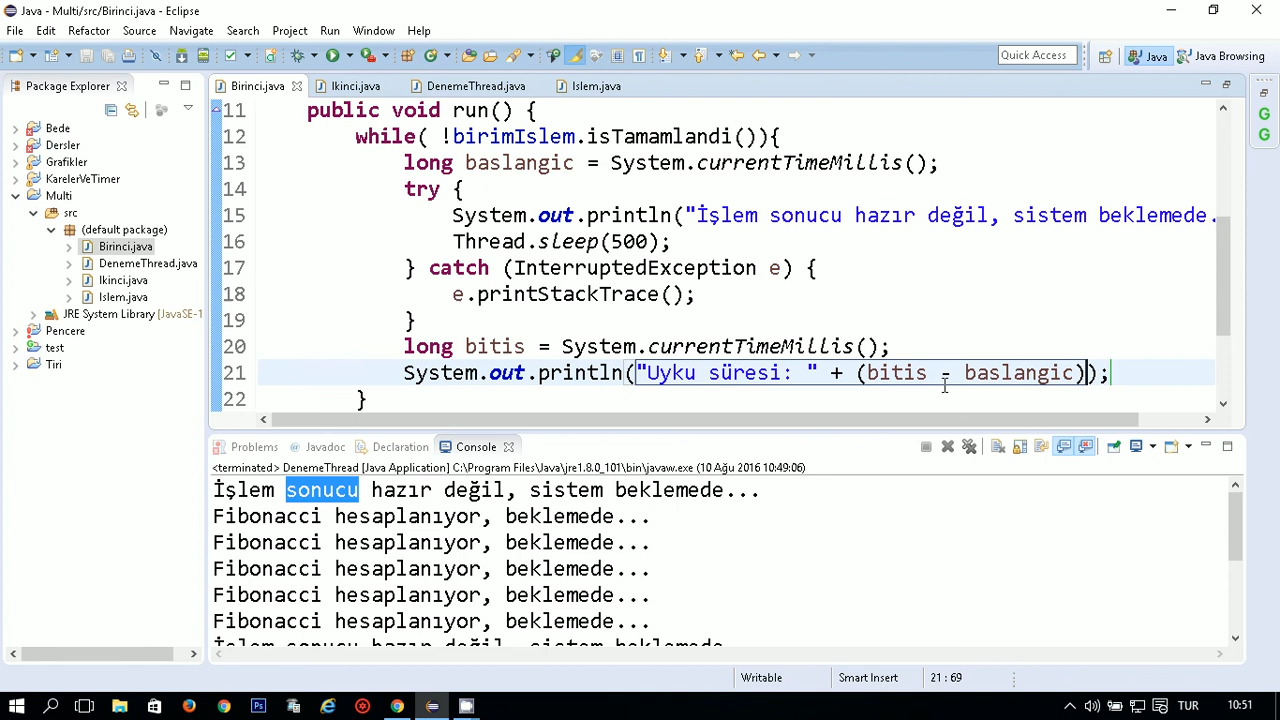 Java - Multi/src/Birinci.java - Eclipse
File Edit Refactor Source Navigate Search Project Run Window Help
Quick Access
Java
Java Browsing
Package Explorer
Bede
Dersler
Grafikler
KarelerVeTimer
Multi
src
(default package)
Birinci.java
DenemeThread.java
Ikinci.java
Islem.java
JRE System Library [JavaSE-1
Pencere
test
Tiri
Birinci.java Ikinci.java DenemeThread.java Islem.java
11 public void run() {
12 while( !birimIslem.isTamamlandi()){
13 long baslangic = System.currentTimeMillis();
14 try {
15 System.out.println("İşlem sonucu hazır değil, sistem beklemede.
16 Thread.sleep(500);
17 } catch (InterruptedException e) {
18 e.printStackTrace();
19 }
20 long bitis = System.currentTimeMillis();
21 System.out.println("Uyku süresi: " + (bitis - baslangic));
22 }
Problems Javadoc Declaration Console
<terminated> DenemeThread [Java Application] C:\Program Files\Java\jre1.8.0_101\bin\javaw.exe (10 Ağu 2016 10:49:06)
İşlem sonucu hazır değil, sistem beklemede...
Fibonacci hesaplanıyor, beklemede...
Fibonacci hesaplanıyor, beklemede...
Fibonacci hesaplanıyor, beklemede...
Fibonacci hesaplanıyor, beklemede...
Fibonacci hesaplanıyor, beklemede...
İşlem sonucu hazır değil, sistem beklemede
Writable Smart Insert 21 : 69
TUR 10:51